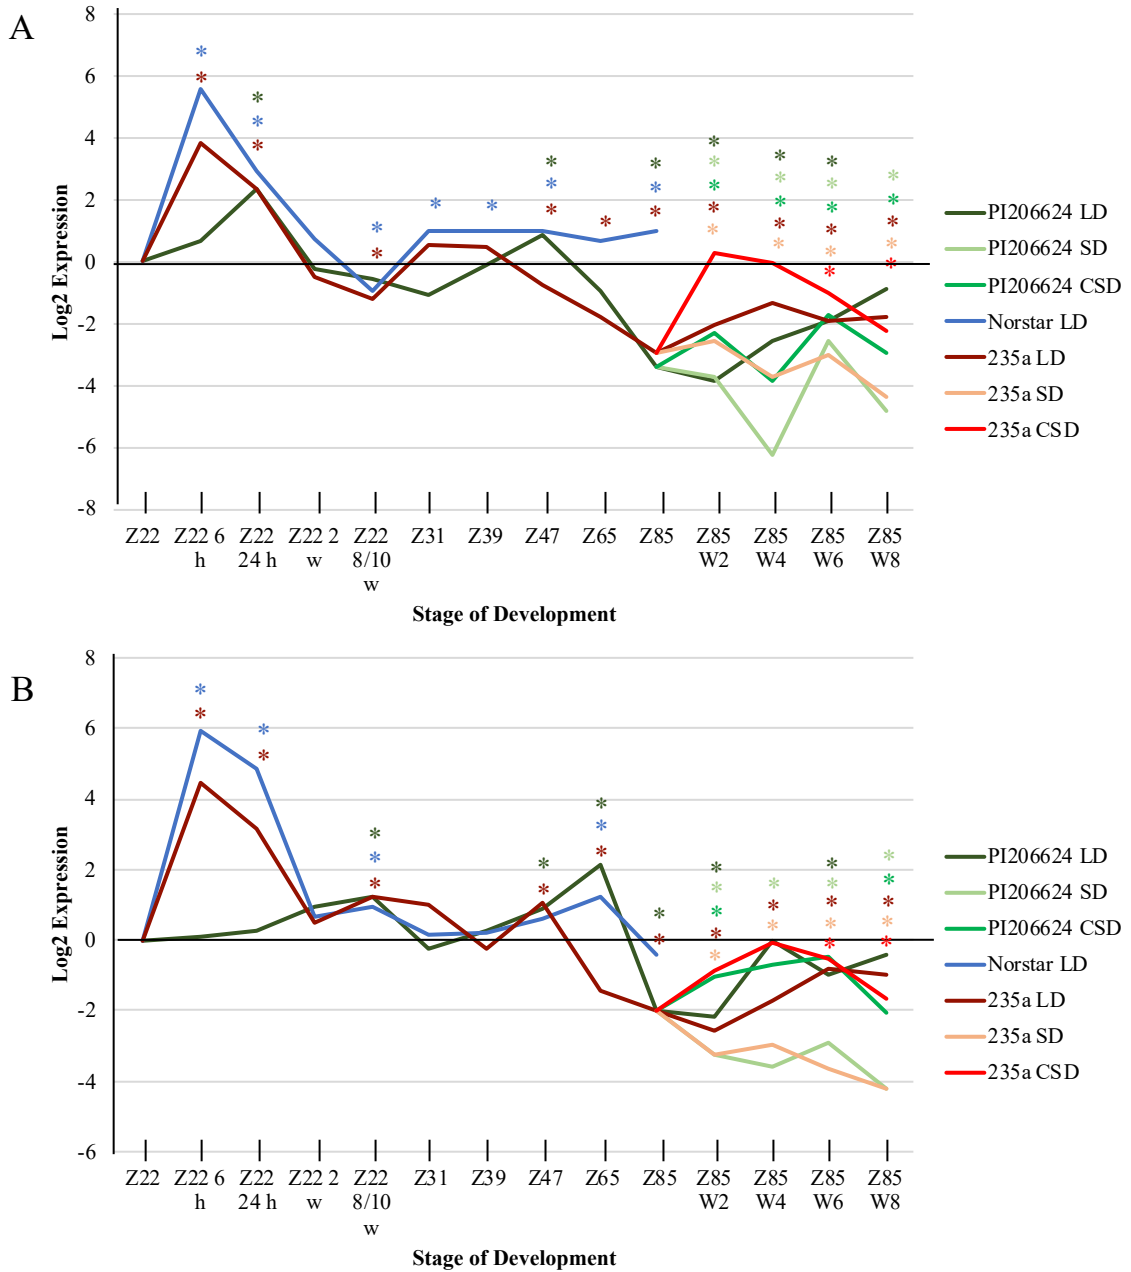 A
8
6
4
2
0
-2
-4
-6
-8
Log2 Expression
* *
* * *
* *
*
*
* * *
*
* * *
* * * * *
* * * * *
* * * * * *
* * * * *
Z22
Z22 6
h
Z22
24 h
Z22 2
w
Z22
8/10
w
Z31
Z39
Z47
Z65
Z85
Z85
W2
Z85
W4
Z85
W6
Z85
W8
Stage of Development
PI206624 LD
PI206624 SD
PI206624 CSD
Norstar LD
235a LD
235a SD
235a CSD
B
8
6
4
2
0
-2
-4
-6
Log2 Expression
* *
* *
* * *
* *
* * *
* *
* * * * *
* * *
* * * * *
* * * * *
Z22
Z22 6
h
Z22
24 h
Z22 2
w
Z22
8/10
w
Z31
Z39
Z47
Z65
Z85
Z85
W2
Z85
W4
Z85
W6
Z85
W8
Stage of Development
PI206624 LD
PI206624 SD
PI206624 CSD
Norstar LD
235a LD
235a SD
235a CSD